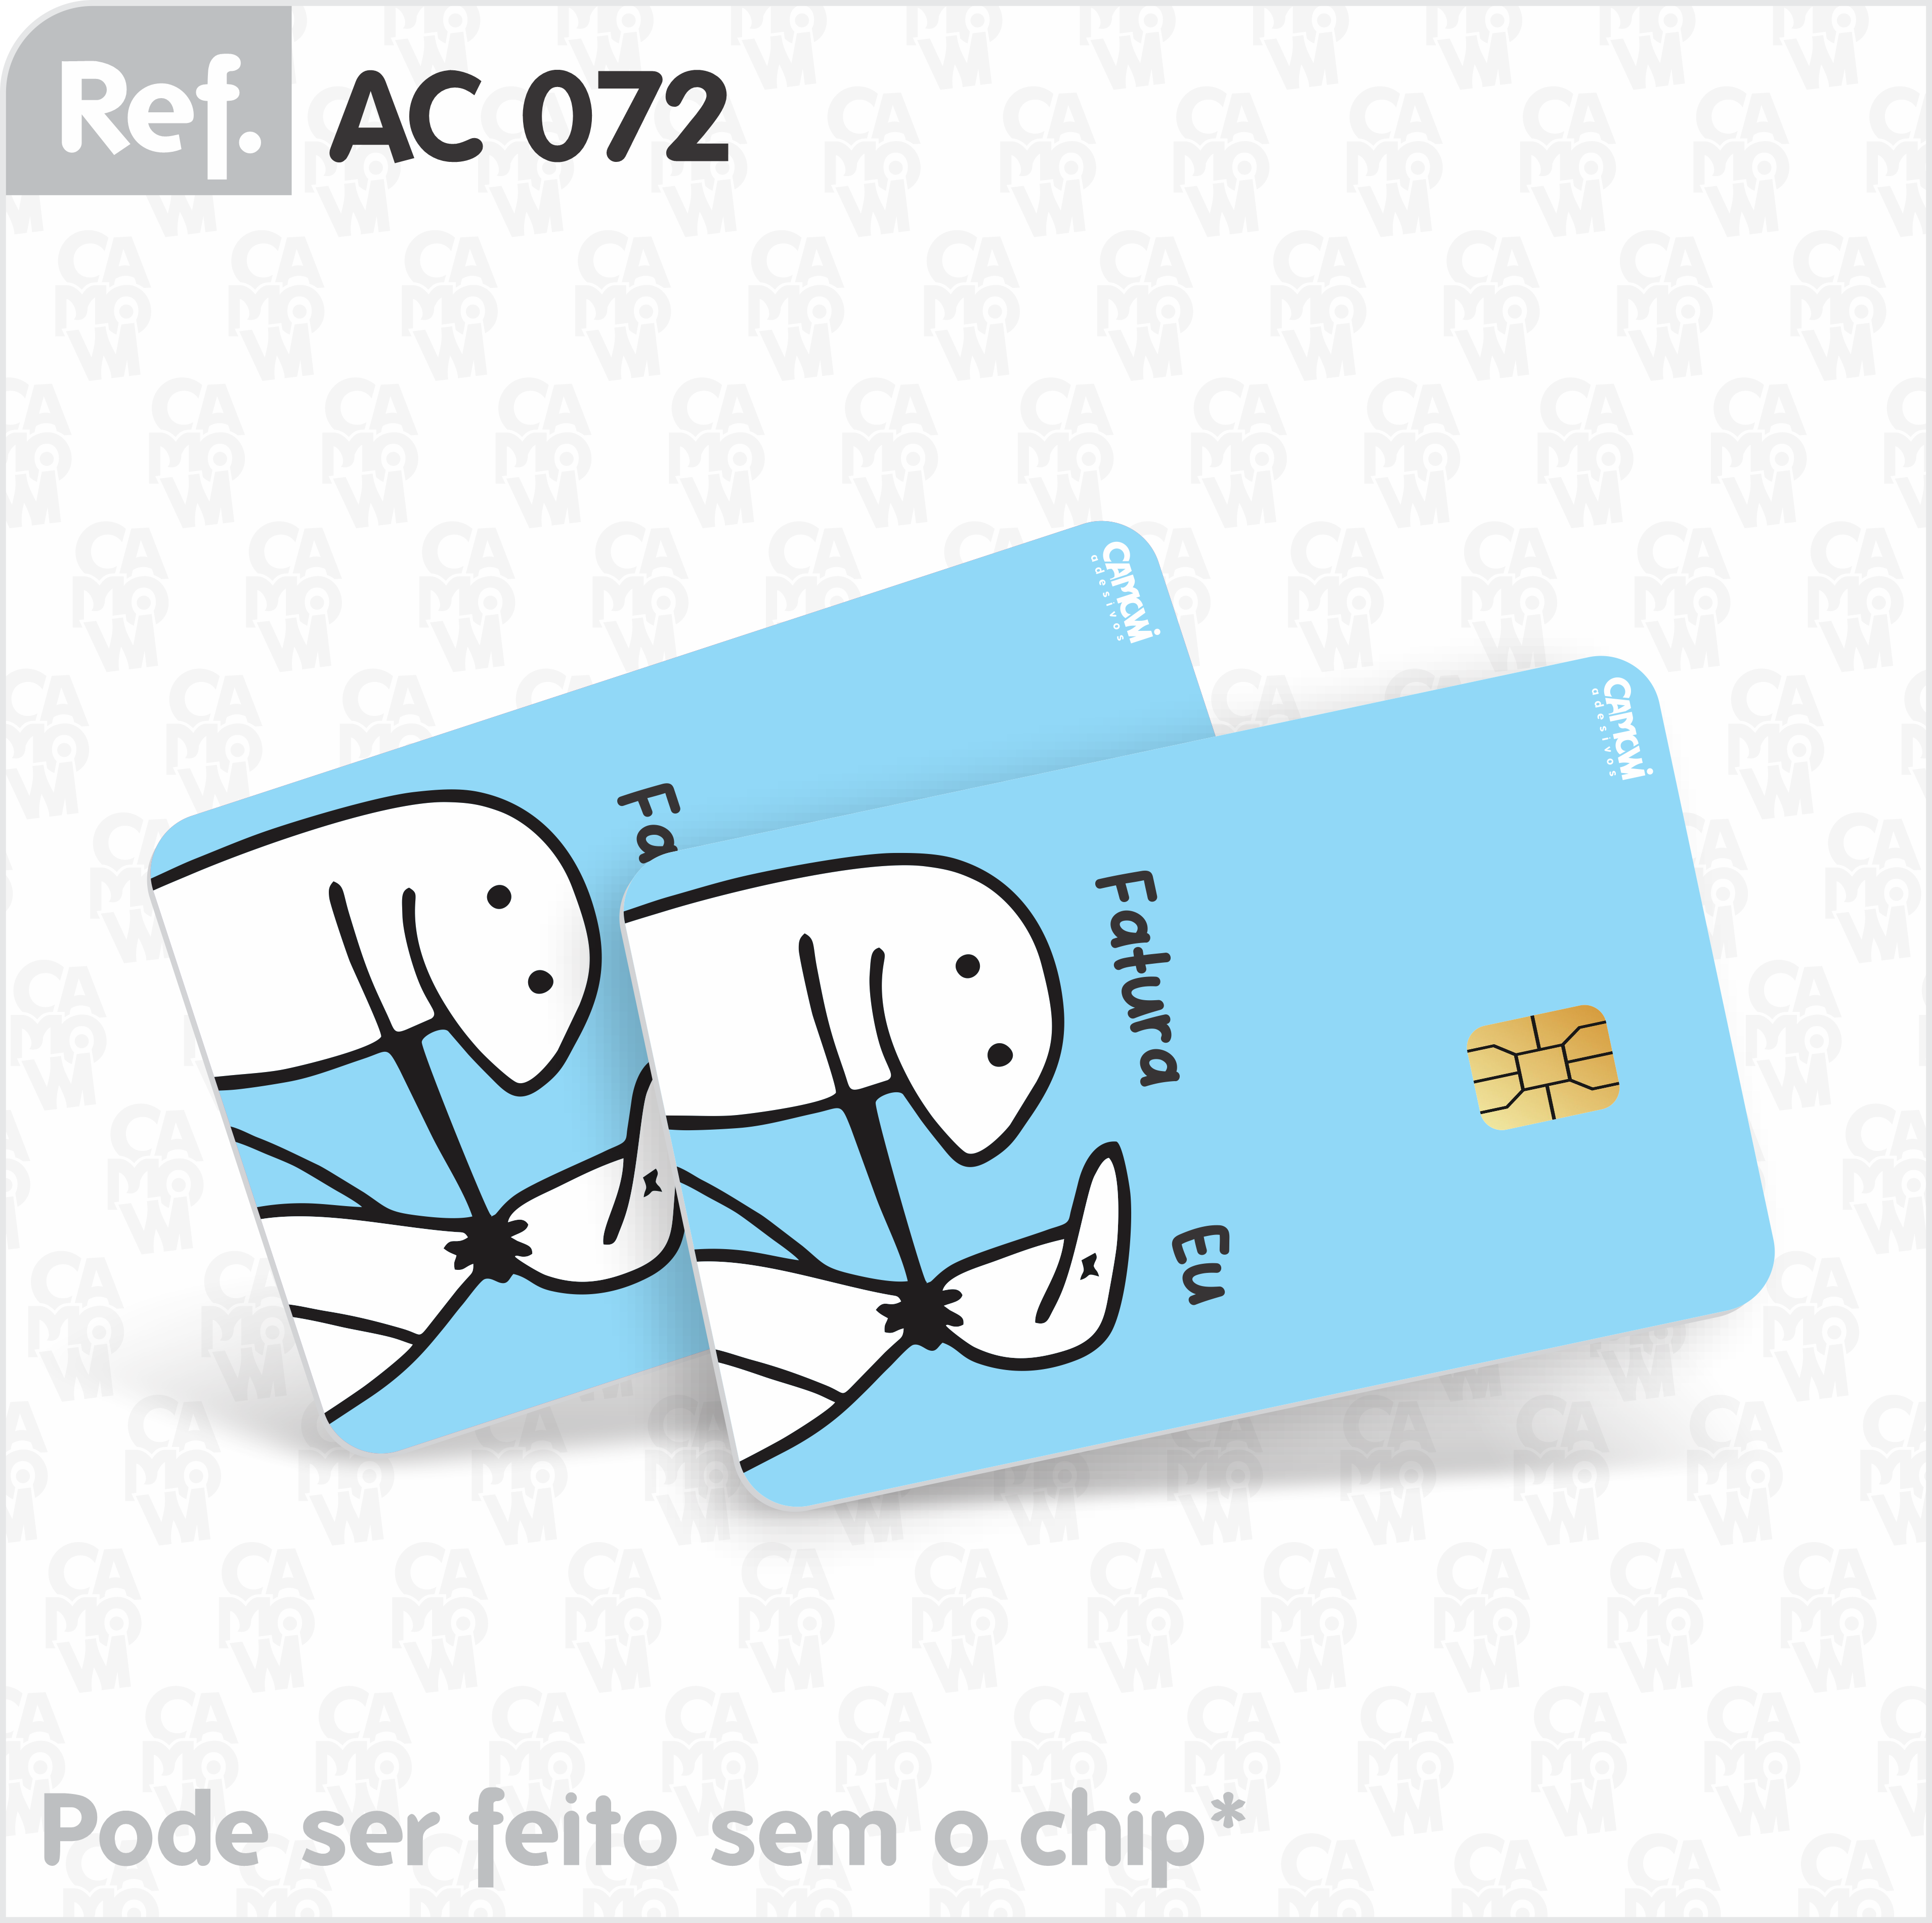 Ref. AC 072
CAMOWI
adesivos
CAMOWI
adesivos
Fa
Fatura
Eu
Pode ser feito sem o chip*